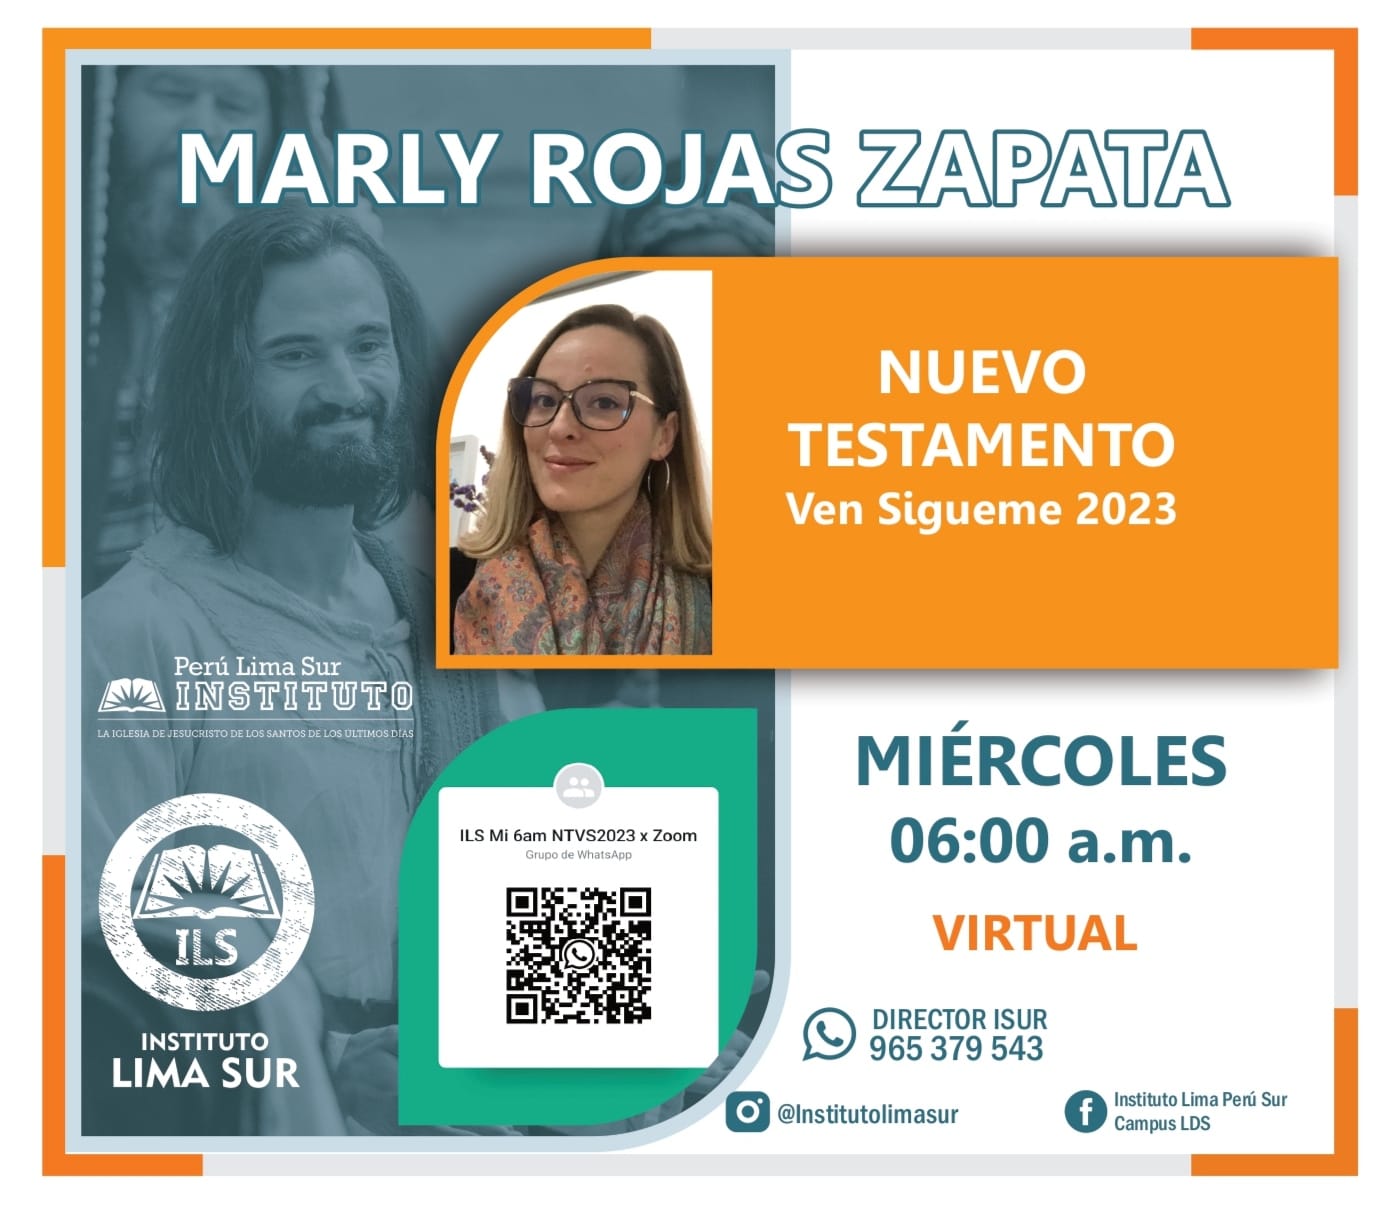 MARLY ROJAS ZAPATA
NUEVO
TESTAMENTO
Ven Sigueme 2023
Perú Lima Sur
INSTITUTO
LA IGLESIA DE JESUCRISTO DE LOS SANTOS DE LOS ÚLTIMOS DÍAS
ILS
INSTITUTO
LIMA SUR
ILS Mi 6am NTVS2023 x Zoom
Grupo de WhatsApp
MIÉRCOLES
06:00 a.m.
VIRTUAL
DIRECTOR ISUR
965 379 543
@Institutolimasur
Instituto Lima Perú Sur
Campus LDS